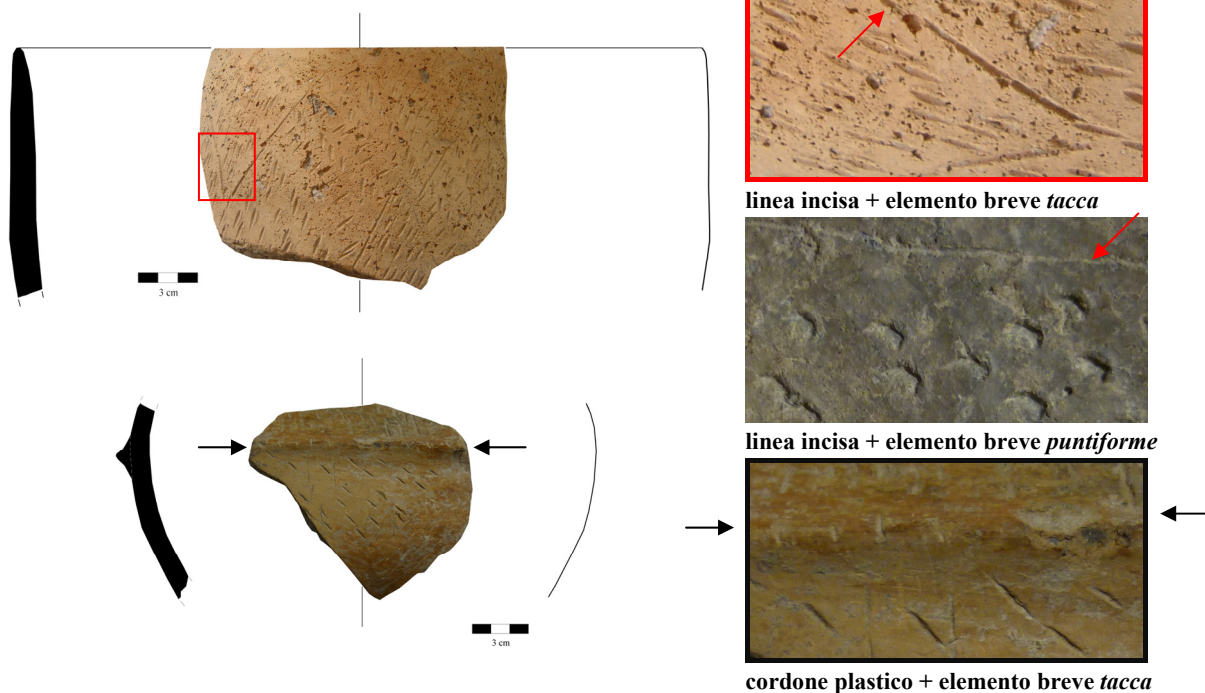 linea incisa + elemento breve tacca
3 cm
linea incisa + elemento breve puntiforme
3 cm
cordone plastico + elemento breve tacca